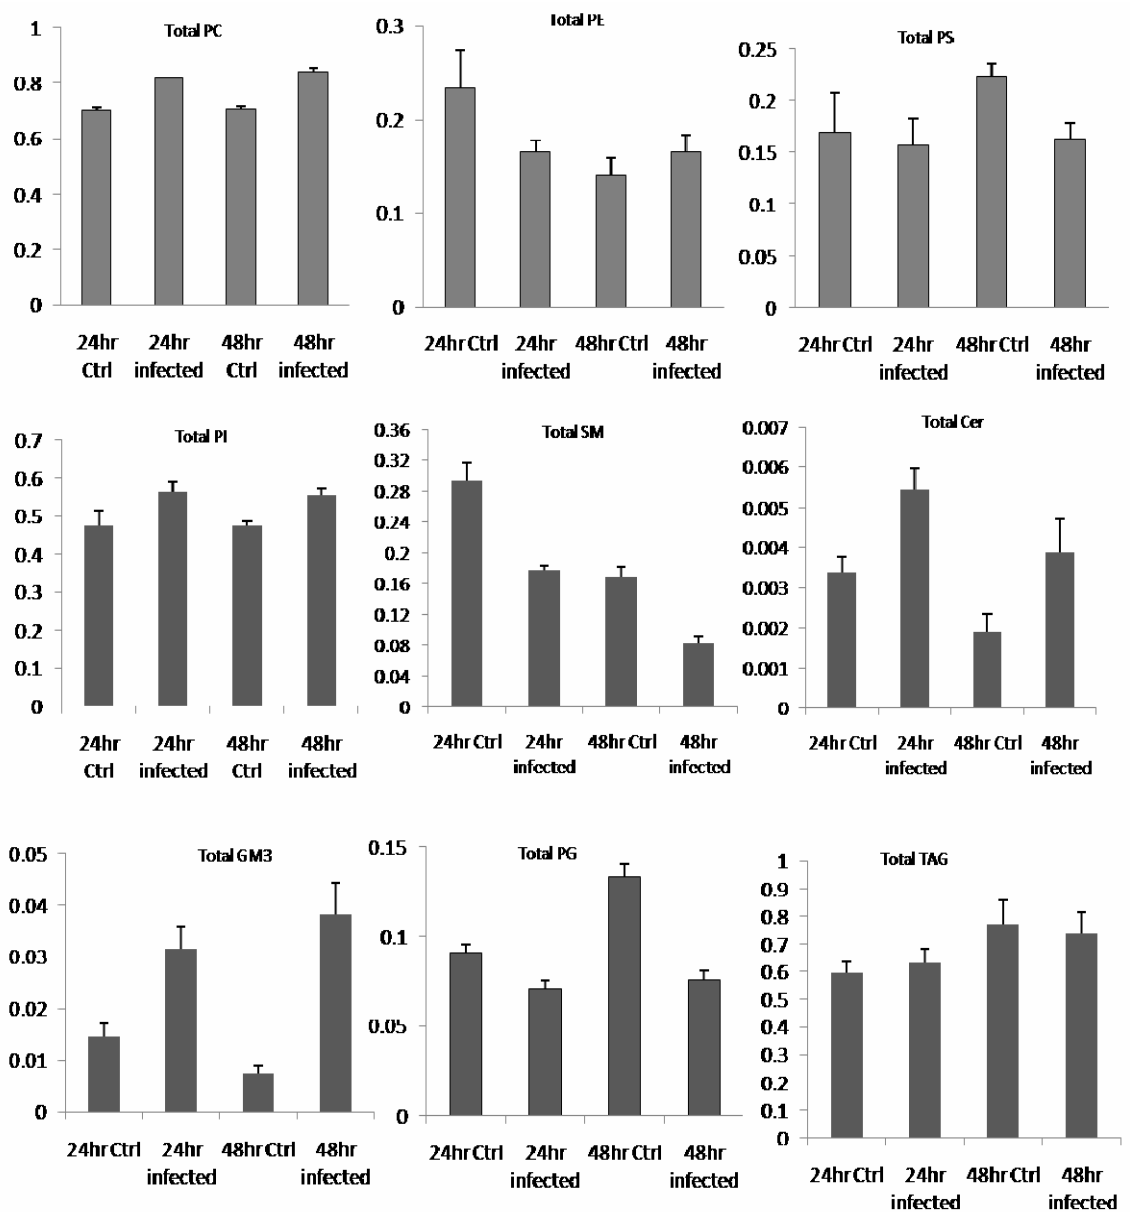 Total PC
1
0.8
0.6
0.4
0.2
0
24hr Ctrl
24hr infected
48hr Ctrl
48hr infected
Total PE
0.3
0.2
0.1
0
24hr Ctrl
24hr infected
48hr Ctrl
48hr infected
Total PS
0.25
0.2
0.15
0.1
0.05
0
24hr Ctrl
24hr infected
48hr Ctrl
48hr infected
Total PI
0.7
0.6
0.5
0.4
0.3
0.2
0.1
0
24hr Ctrl
24hr infected
48hr Ctrl
48hr infected
Total SM
0.36
0.32
0.28
0.24
0.2
0.16
0.12
0.08
0.04
0
24hr Ctrl
24hr infected
48hr Ctrl
48hr infected
Total Cer
0.007
0.006
0.005
0.004
0.003
0.002
0.001
0
24hr Ctrl
24hr infected
48hr Ctrl
48hr infected
Total GM3
0.05
0.04
0.03
0.02
0.01
0
24hr Ctrl
24hr infected
48hr Ctrl
48hr infected
Total PG
0.15
0.1
0.05
0
24hr Ctrl
24hr infected
48hr Ctrl
48hr infected
Total TAG
1
0.9
0.8
0.7
0.6
0.5
0.4
0.3
0.2
0.1
0
24hr Ctrl
24hr infected
48hr Ctrl
48hr infected